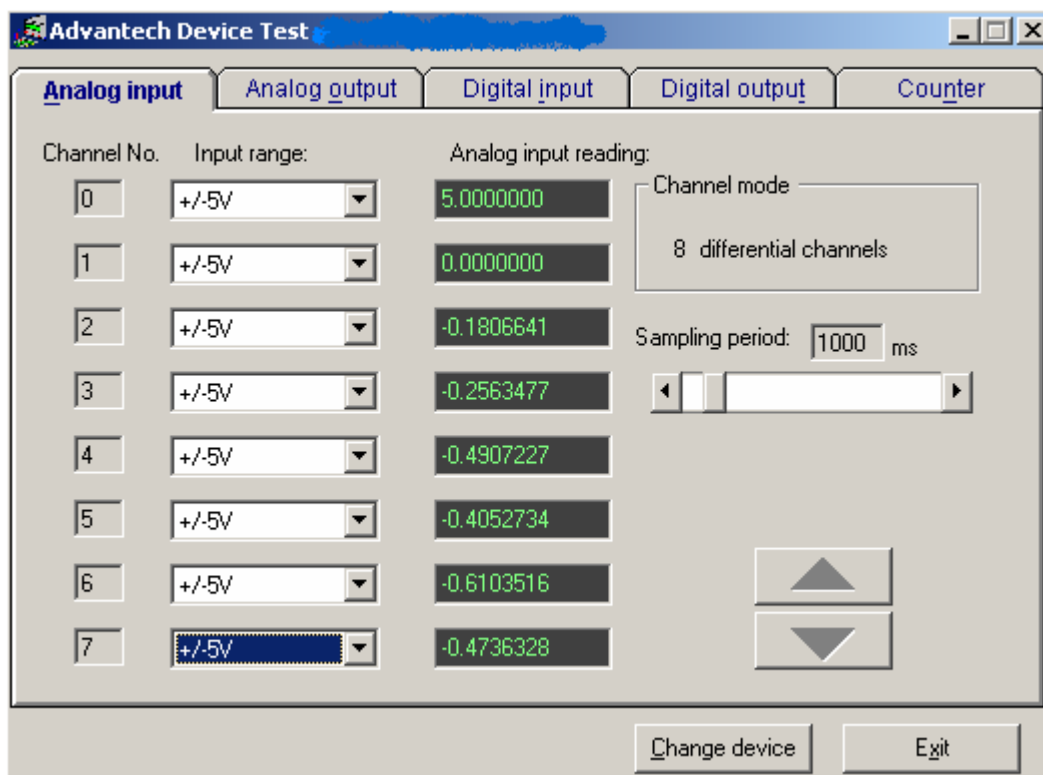 Advantech Device Test
Analog input Analog output Digital input Digital output Counter
Channel No. Input range: Analog input reading:
0 +/-5V 5.0000000
Channel mode
8 differential channels
1 +/-5V 0.0000000
2 +/-5V -0.1806641
Sampling period: 1000 ms
3 +/-5V -0.2563477
4 +/-5V -0.4907227
5 +/-5V -0.4052734
6 +/-5V -0.6103516
7 +/-5V -0.4736328
Change device Exit